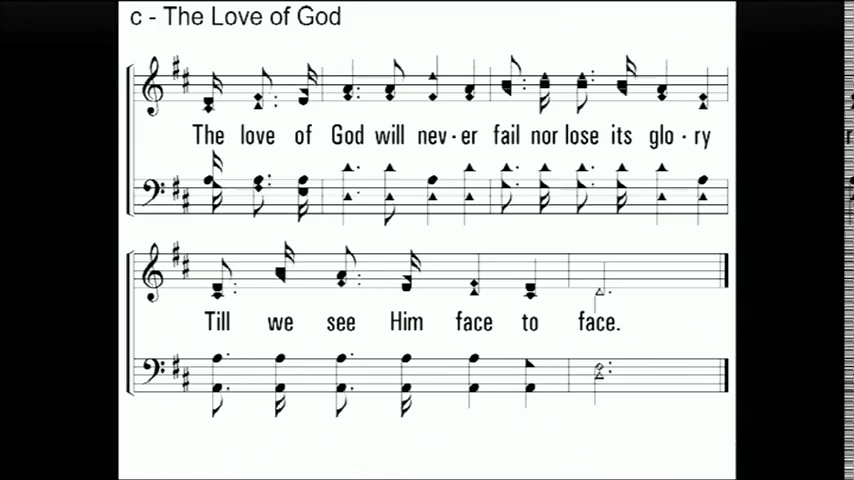 c - The Love of God
The love of God will nev · er fail nor lose its glo · ry
Till we see Him face to face.